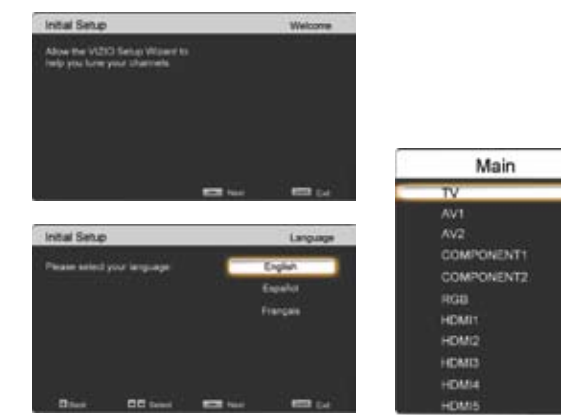 Initial Setup
Welcome
Allow the VIZIO Setup Wizard to
help you tune your channels.
Next
Exit
Initial Setup
Language
Please select your language:
English
Español
Français
Back
Select
Next
Exit
Main
TV
AV1
AV2
COMPONENT1
COMPONENT2
RGB
HDMI1
HDMI2
HDMI3
HDMI4
HDMI5